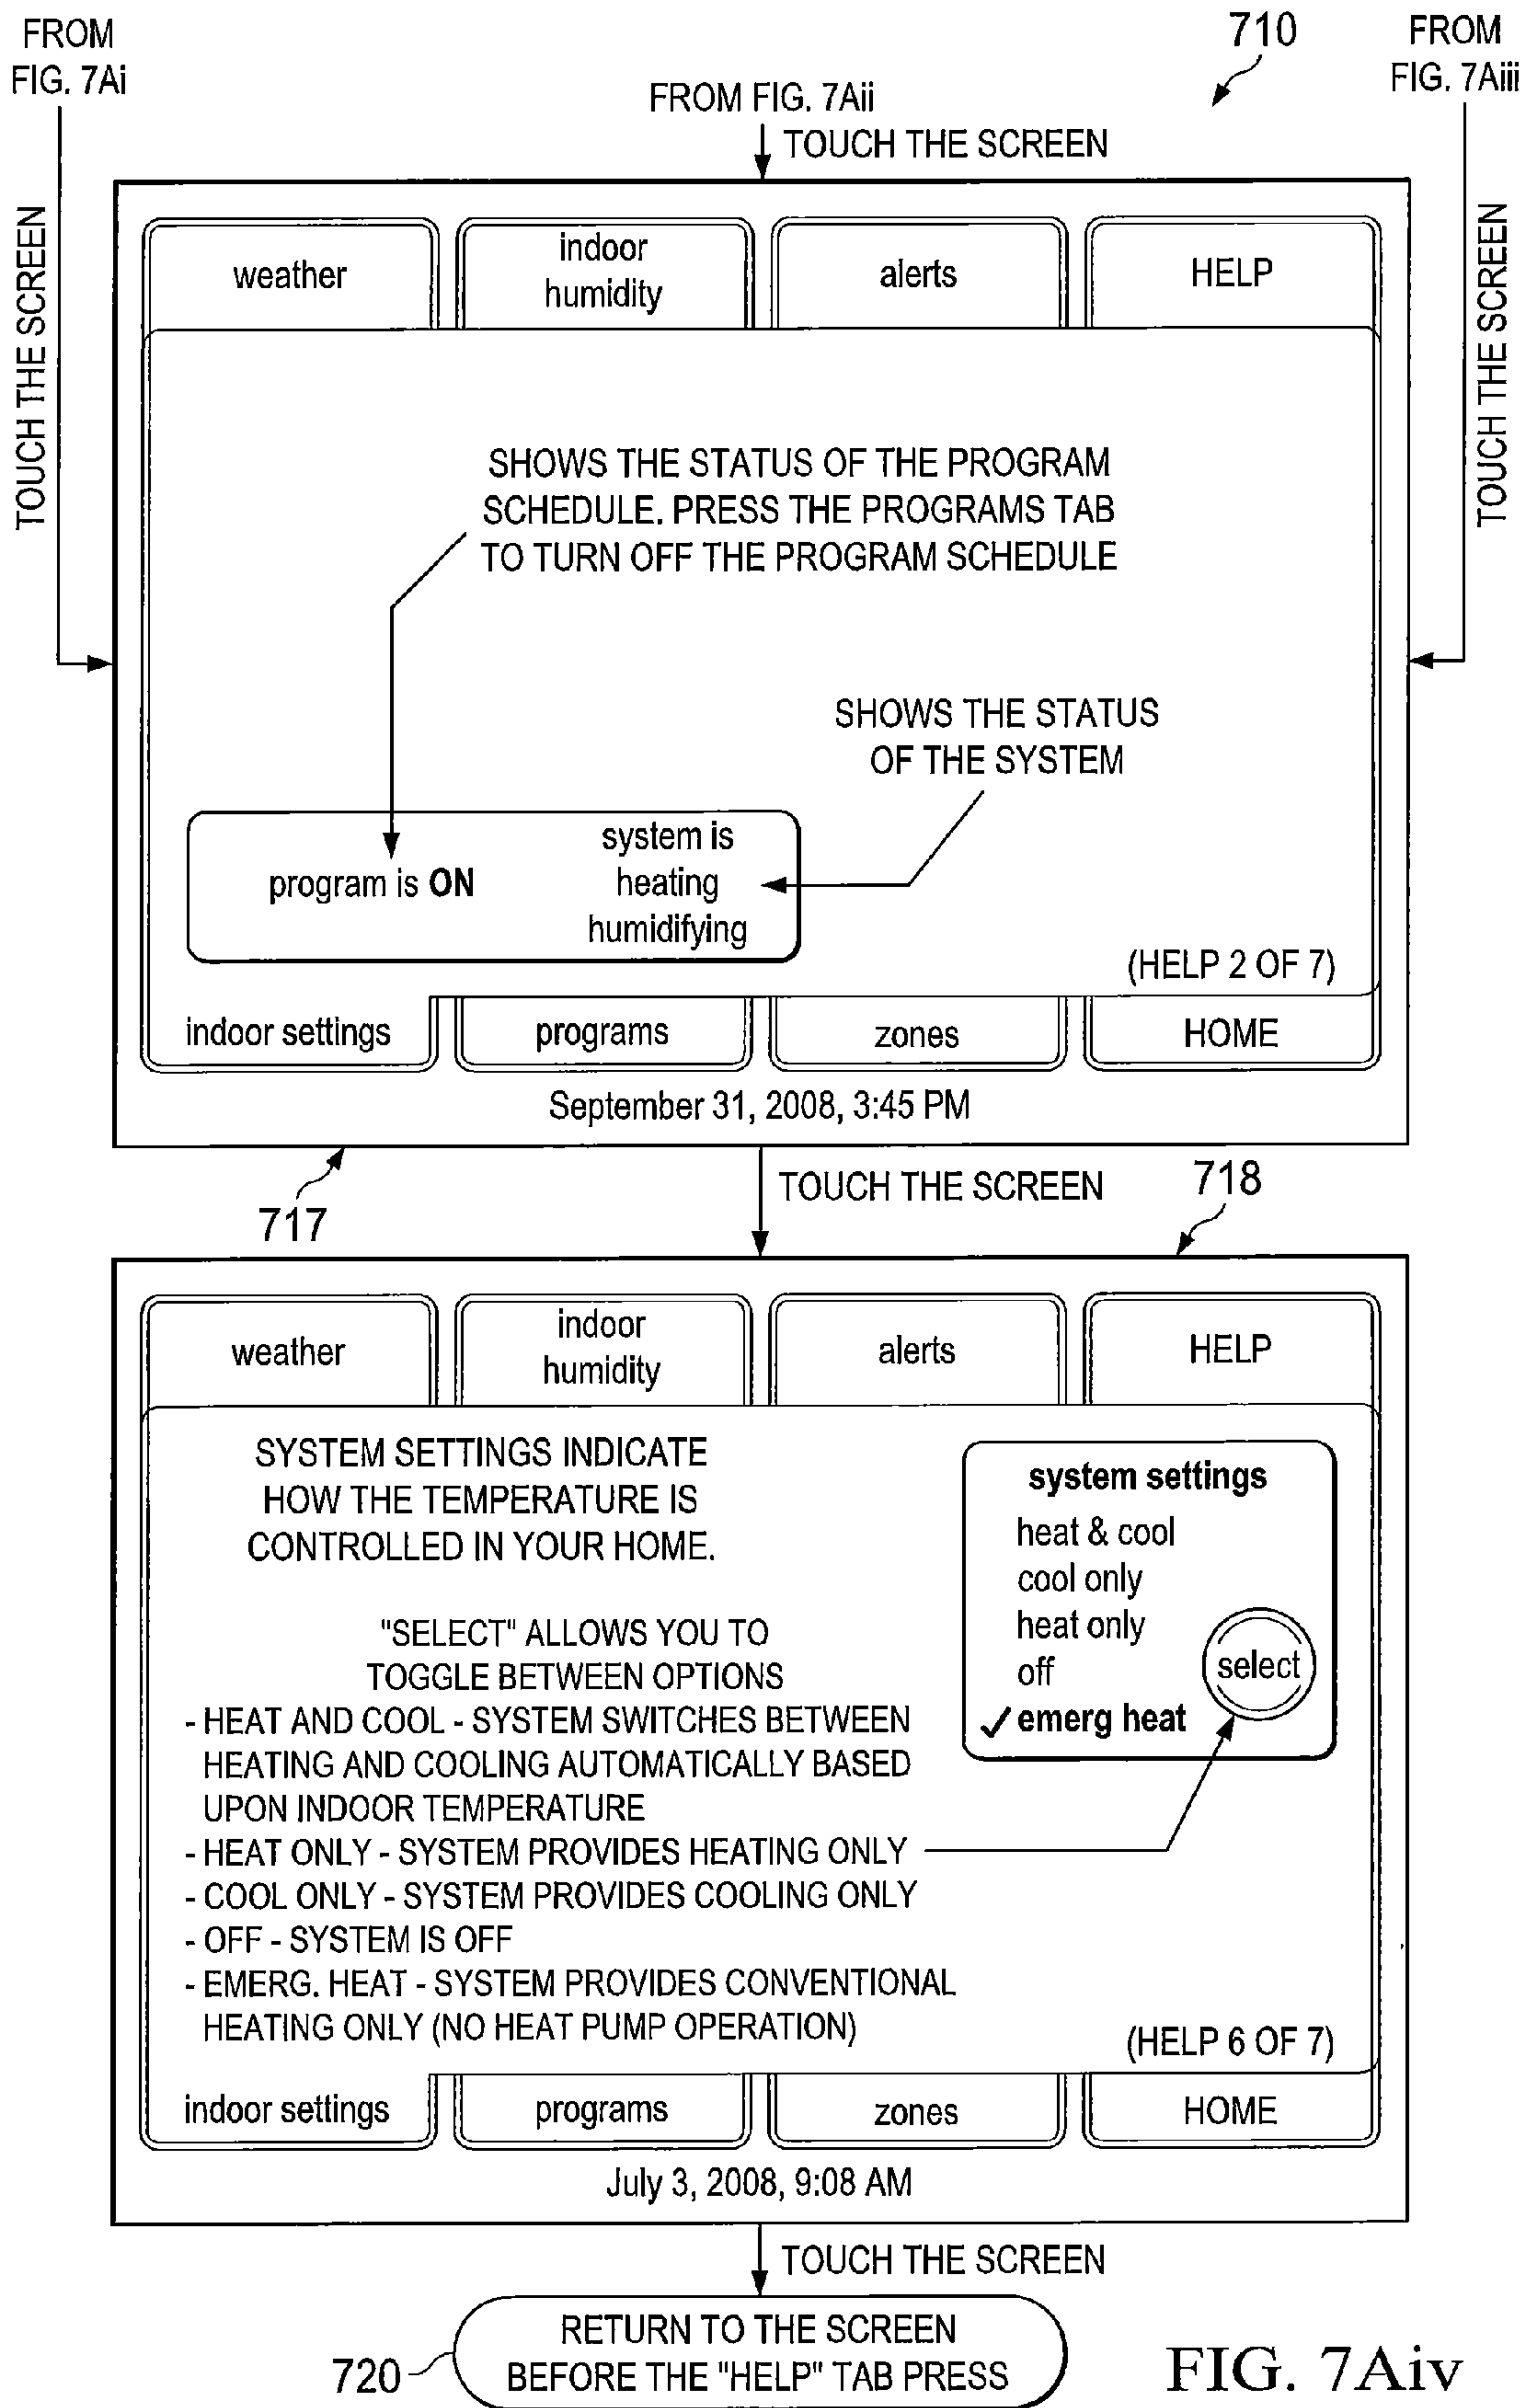 FROM
FIG. 7Ai
FROM FIG. 7Aii
710
FROM
FIG. 7Aiii
TOUCH THE SCREEN
TOUCH THE SCREEN
TOUCH THE SCREEN
weather
indoor
humidity
alerts
HELP
SHOWS THE STATUS OF THE PROGRAM
SCHEDULE. PRESS THE PROGRAMS TAB
TO TURN OFF THE PROGRAM SCHEDULE
SHOWS THE STATUS
OF THE SYSTEM
program is ON
system is
heating
humidifying
(HELP 2 OF 7)
indoor settings
programs
zones
HOME
September 31, 2008, 3:45 PM
717
TOUCH THE SCREEN
718
weather
indoor
humidity
alerts
HELP
SYSTEM SETTINGS INDICATE
HOW THE TEMPERATURE IS
CONTROLLED IN YOUR HOME.
"SELECT" ALLOWS YOU TO
TOGGLE BETWEEN OPTIONS
- HEAT AND COOL - SYSTEM SWITCHES BETWEEN
HEATING AND COOLING AUTOMATICALLY BASED
UPON INDOOR TEMPERATURE
- HEAT ONLY - SYSTEM PROVIDES HEATING ONLY
- COOL ONLY - SYSTEM PROVIDES COOLING ONLY
- OFF - SYSTEM IS OFF
- EMERG. HEAT - SYSTEM PROVIDES CONVENTIONAL
HEATING ONLY (NO HEAT PUMP OPERATION)
system settings
heat & cool
cool only
heat only
off
✓ emerg heat
select
(HELP 6 OF 7)
indoor settings
programs
zones
HOME
July 3, 2008, 9:08 AM
TOUCH THE SCREEN
720
RETURN TO THE SCREEN
BEFORE THE "HELP" TAB PRESS
FIG. 7Aiv